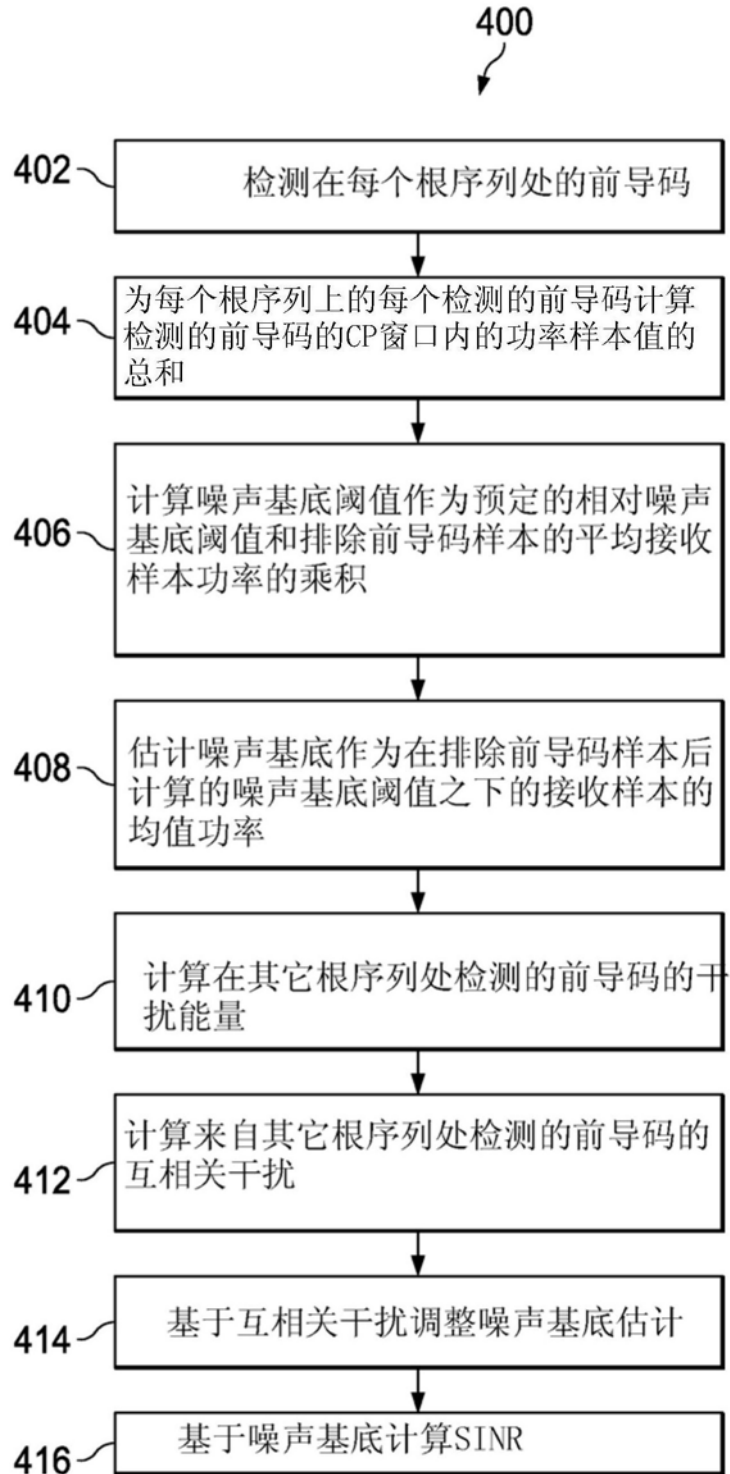 400
402
检测在每个根序列处的前导码
404
为每个根序列上的每个检测的前导码计算
检测的前导码的CP窗口内的功率样本值的
总和
406
计算噪声基底阈值作为预定的相对噪声
基底阈值和排除前导码样本的平均接收
样本功率的乘积
408
估计噪声基底作为在排除前导码样本后
计算的噪声基底阈值之下的接收样本的
均值功率
410
计算在其它根序列处检测的前导码的干
扰能量
412
计算来自其它根序列处检测的前导码的
互相关干扰
414
基于互相关干扰调整噪声基底估计
416
基于噪声基底计算SINR